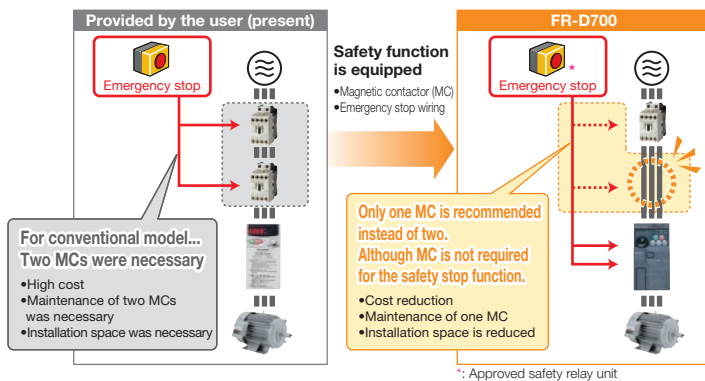 Provided by the user (present)
Emergency stop
For conventional model...
Two MCs were necessary
•High cost
•Maintenance of two MCs
was necessary
•Installation space was necessary
Safety function
is equipped
•Magnetic contactor (MC)
•Emergency stop wiring
FR-D700
*
Emergency stop
Only one MC is recommended
instead of two.
Although MC is not required
for the safety stop function.
•Cost reduction
•Maintenance of one MC
•Installation space is reduced
*: Approved safety relay unit